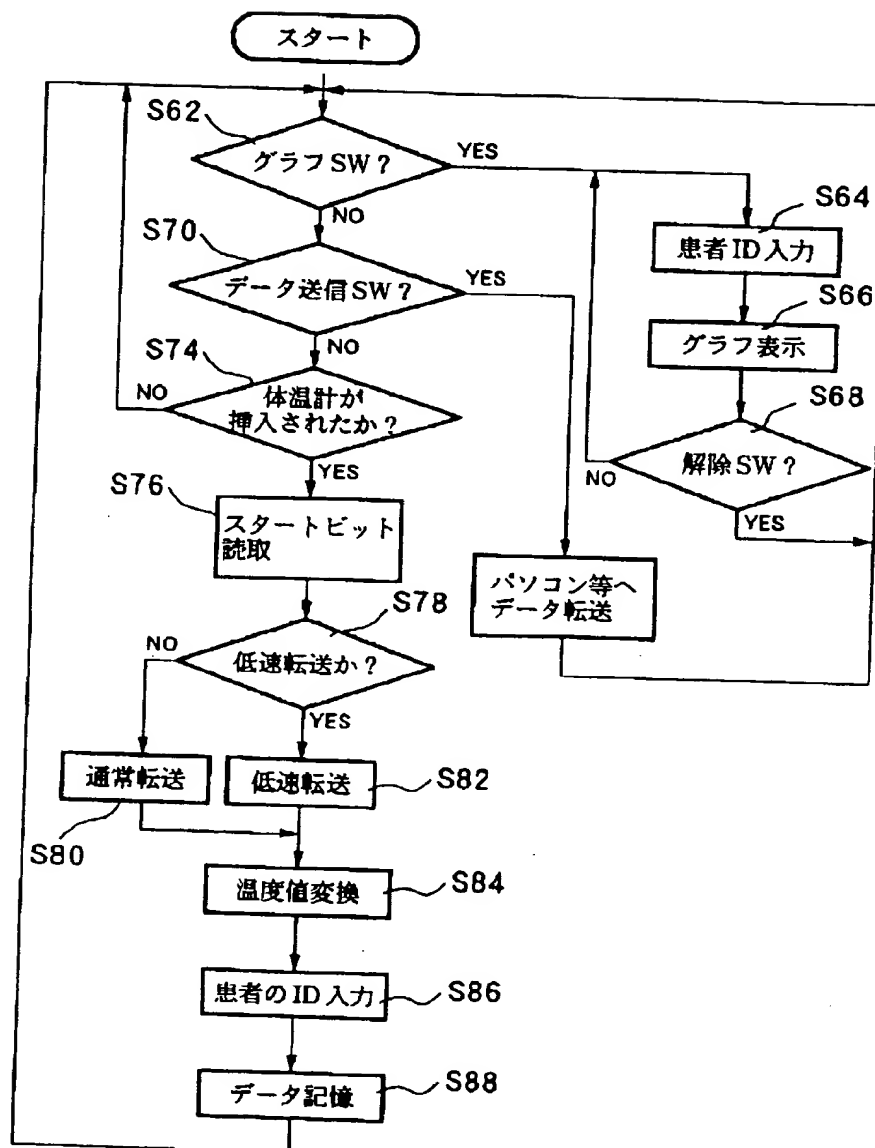 スタート
S62
グラフSW?
YES
NO
S64
患者ID入力
S70
データ送信SW?
YES
NO
S66
グラフ表示
S74
体温計が
挿入されたか?
NO
YES
S68
解除SW?
NO
YES
S76
スタートビット
読取
パソコン等へ
データ転送
S78
低速転送か?
NO
YES
通常転送
S80
低速転送
S82
温度値変換
S84
患者のID入力
S86
データ記憶
S88